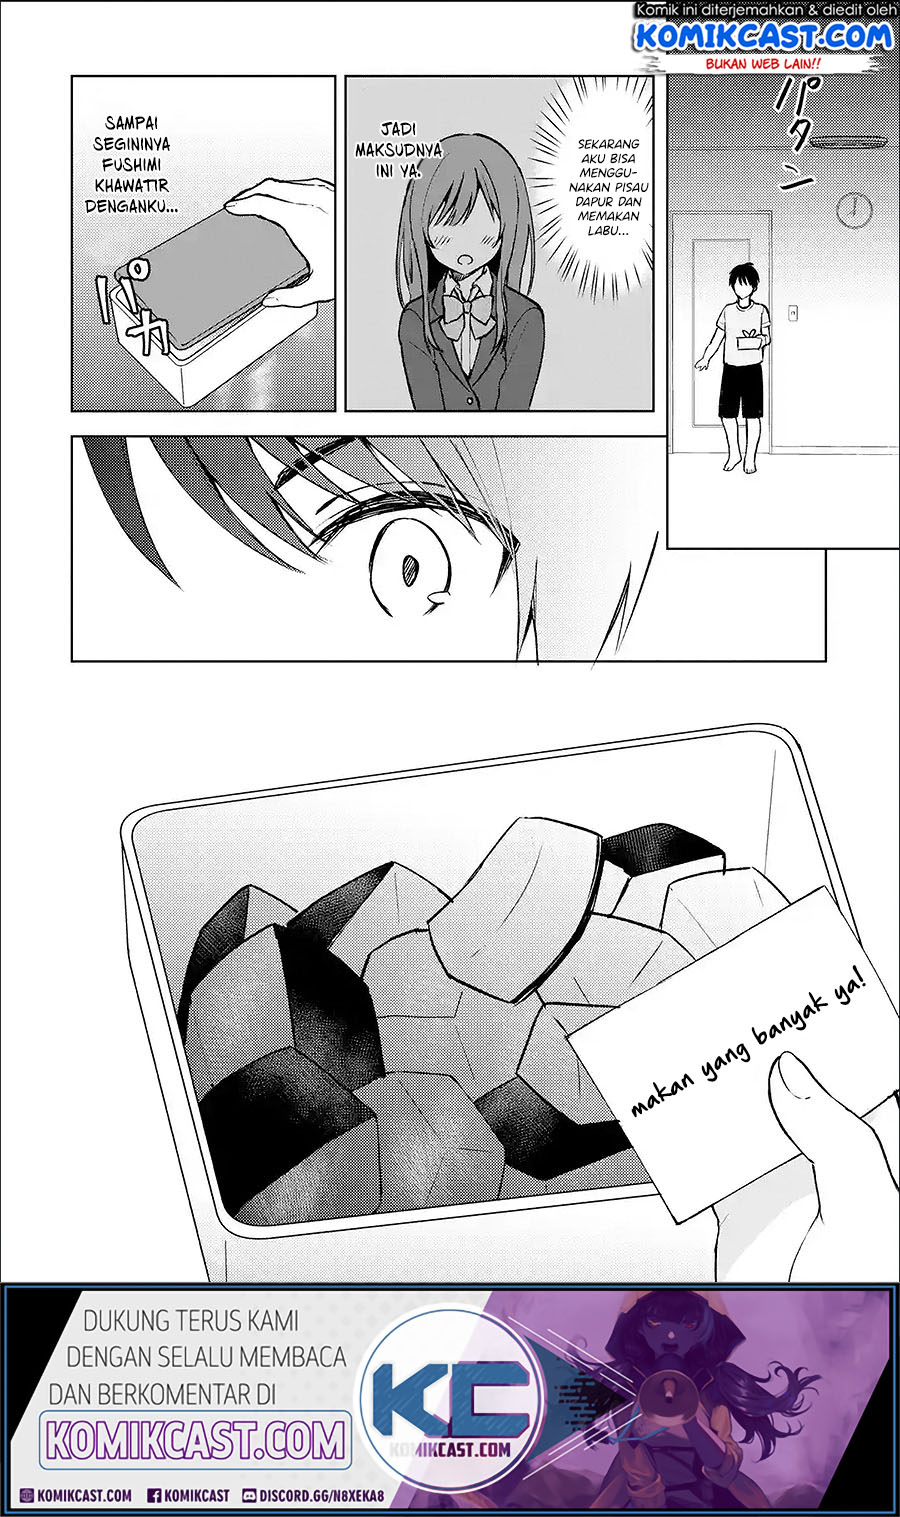 Komik ini diterjemahkan & diedit oleh
KOMIKCAST.COM
BUKAN WEB LAIN!!
パタン
SEKARANG
AKU BISA
MENGGU-
NAKAN PISAU
DAPUR DAN
MEMAKAN
LABU...
JADI
MAKSUDNYA
INI YA.
SAMPAI
SEGININYA
FUSHIMI
KHAWATIR
DENGANKU...
パカ
makan yang banyak ya!
DUKUNG TERUS KAMI
DENGAN SELALU MEMBACA
DAN BERKOMENTAR DI
KOMIKCAST.COM
KC
KOMIKCAST.COM
KOMIKCAST.COM
KOMIKCAST
DISCORD.GG/N8XEKA8